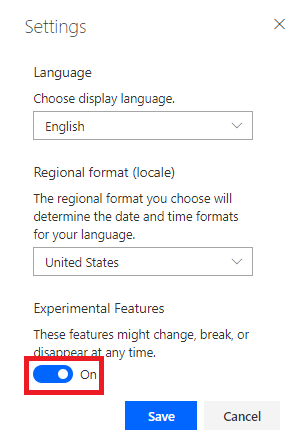 Settings
Language
Choose display language.
English
Regional format (locale)
The regional format you choose will
determine the date and time formats
for your language.
United States
Experimental Features
These features might change, break, or
disappear at any time.
On
Save Cancel